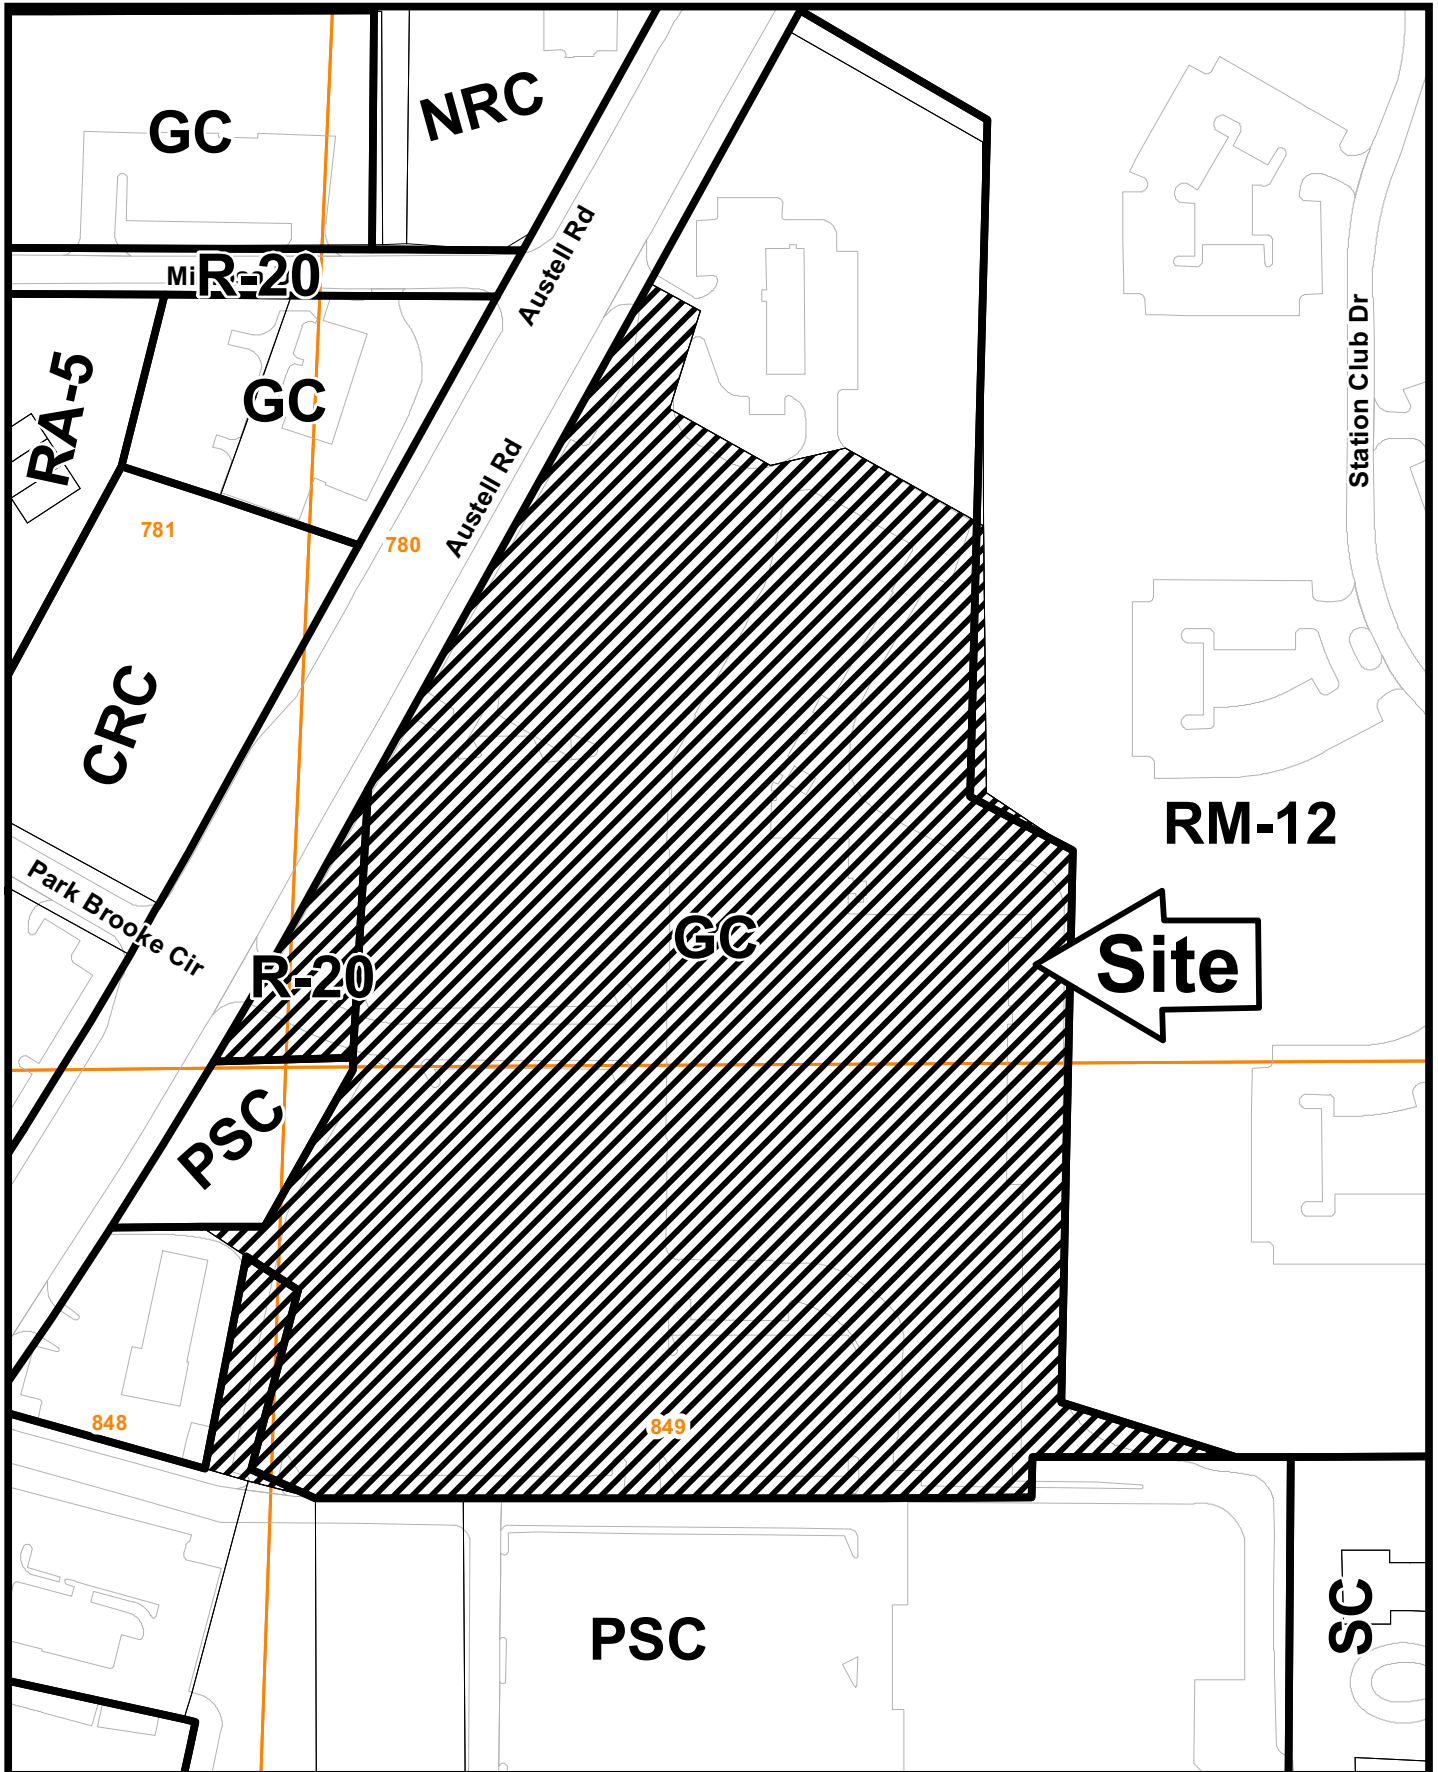 NRC
GC
Austell Rd
R-20
Station Club Dr
RA-5
GC
Austell Rd
781
780
CRC
RM-12
Park Brooke Cir
GC
Site
R-20
PSC
848
849
PSC
SC